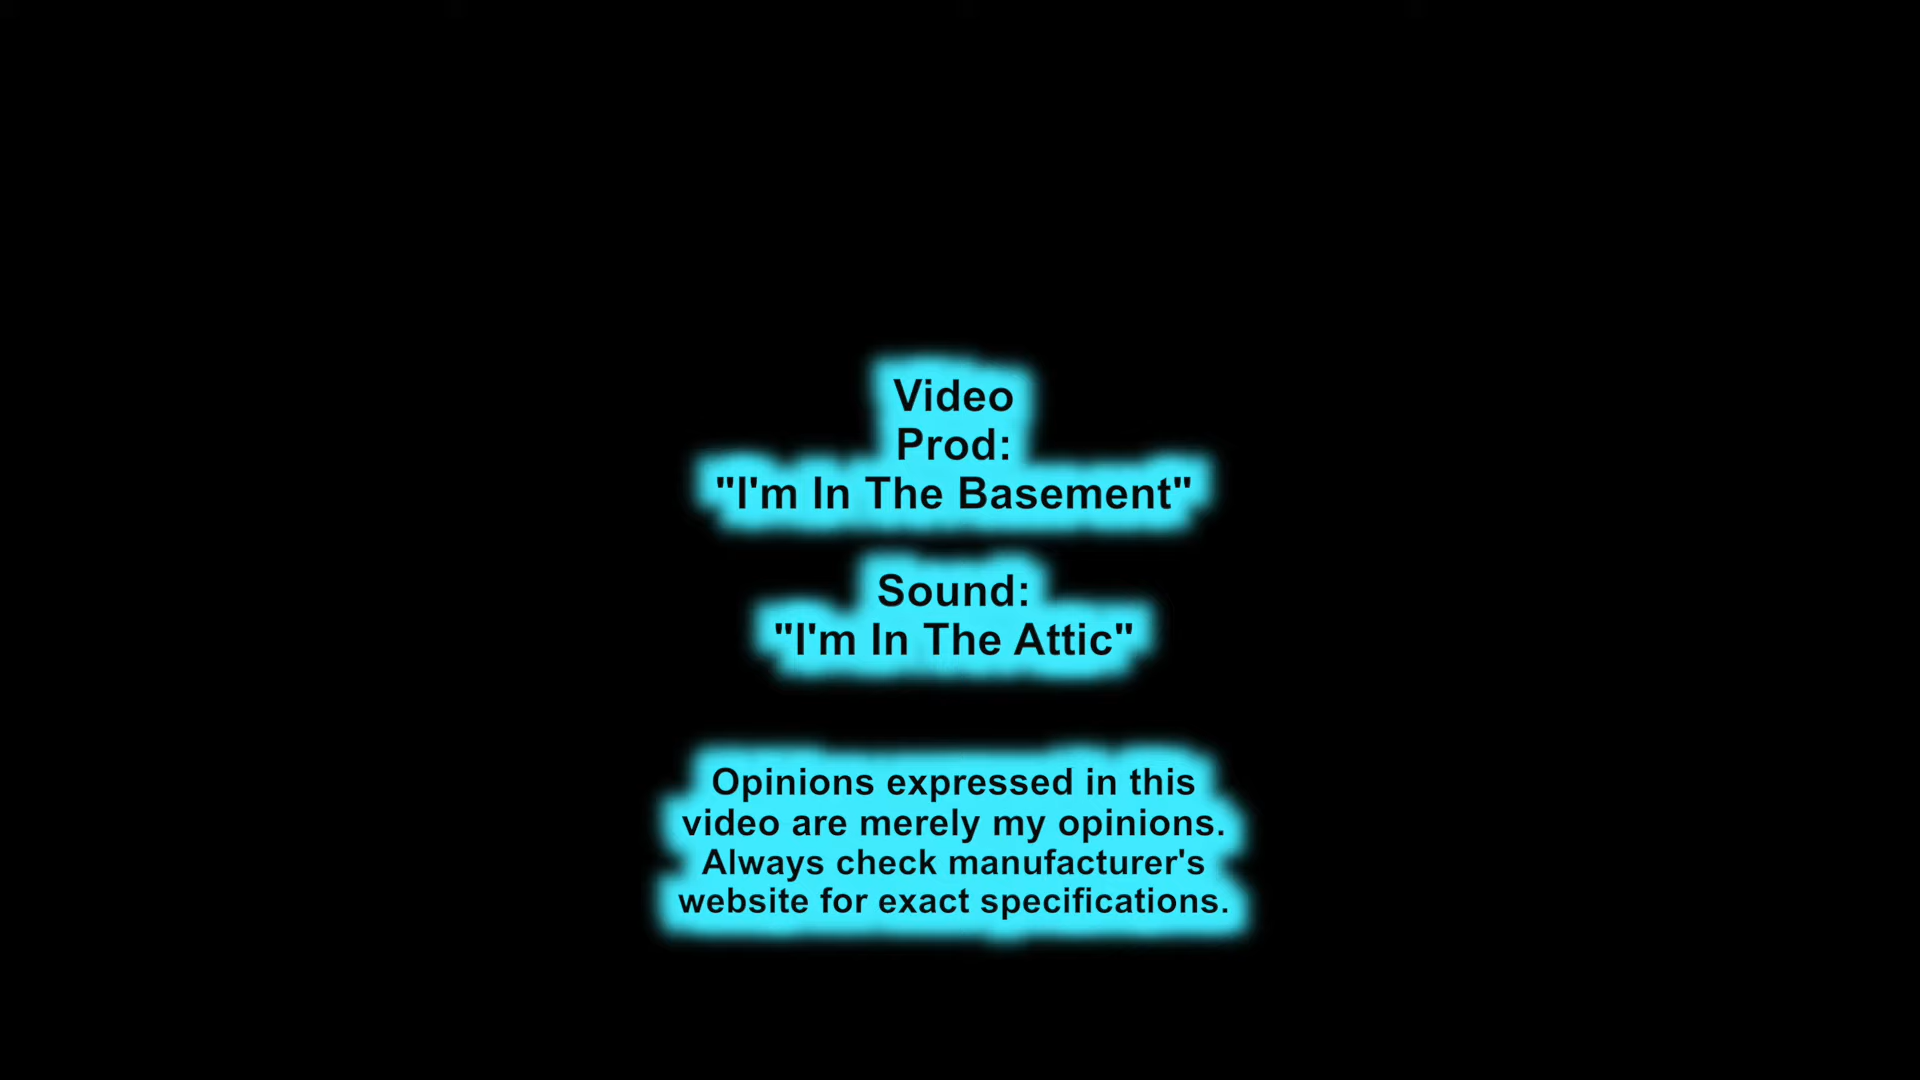 Video
Prod:
"I'm In The Basement"
Sound:
"I'm In The Attic"
Opinions expressed in this
video are merely my opinions.
Always check manufacturer's
website for exact specifications.